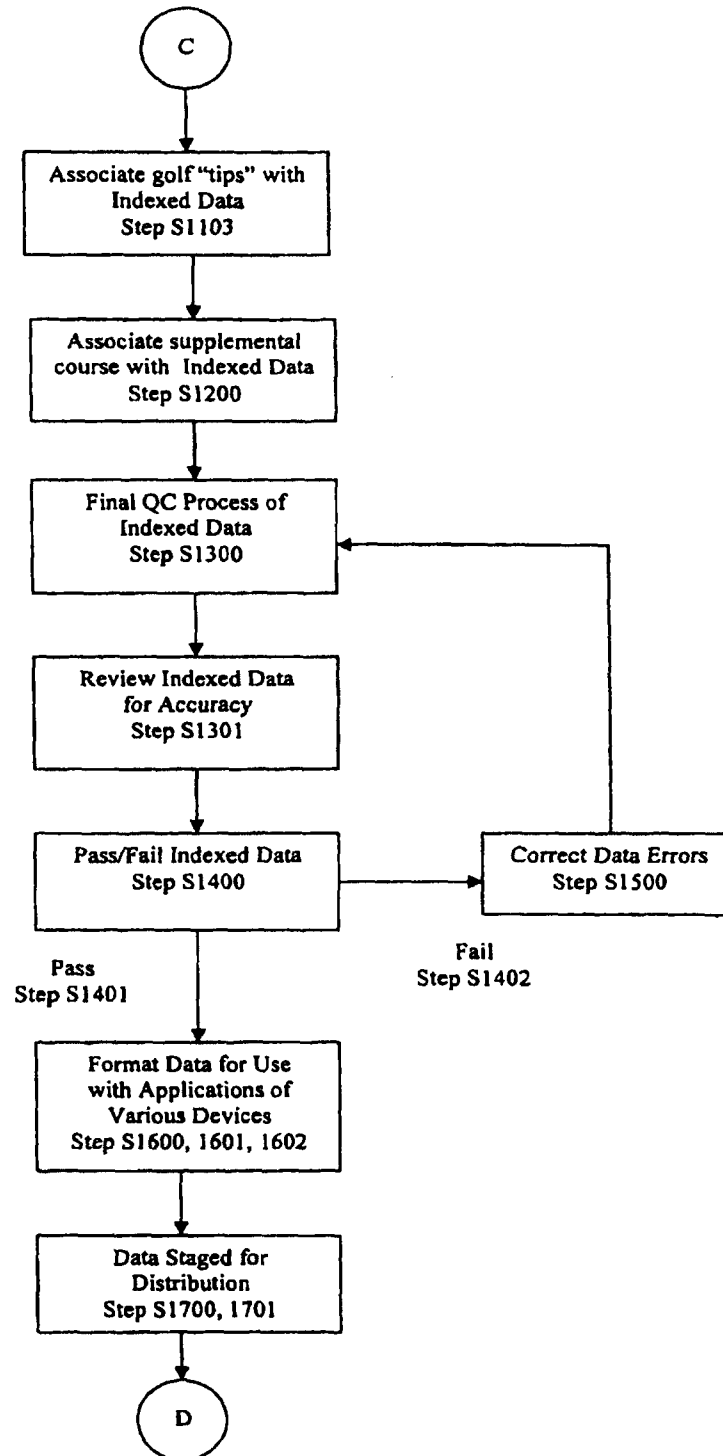 C
Associate golf "tips" with
Indexed Data
Step S1103
Associate supplemental
course with Indexed Data
Step S1200
Final QC Process of
Indexed Data
Step S1300
Review Indexed Data
for Accuracy
Step S1301
Pass/Fail Indexed Data
Step S1400
Correct Data Errors
Step S1500
Pass
Step S1401
Fail
Step S1402
Format Data for Use
with Applications of
Various Devices
Step S1600, 1601, 1602
Data Staged for
Distribution
Step S1700, 1701
D